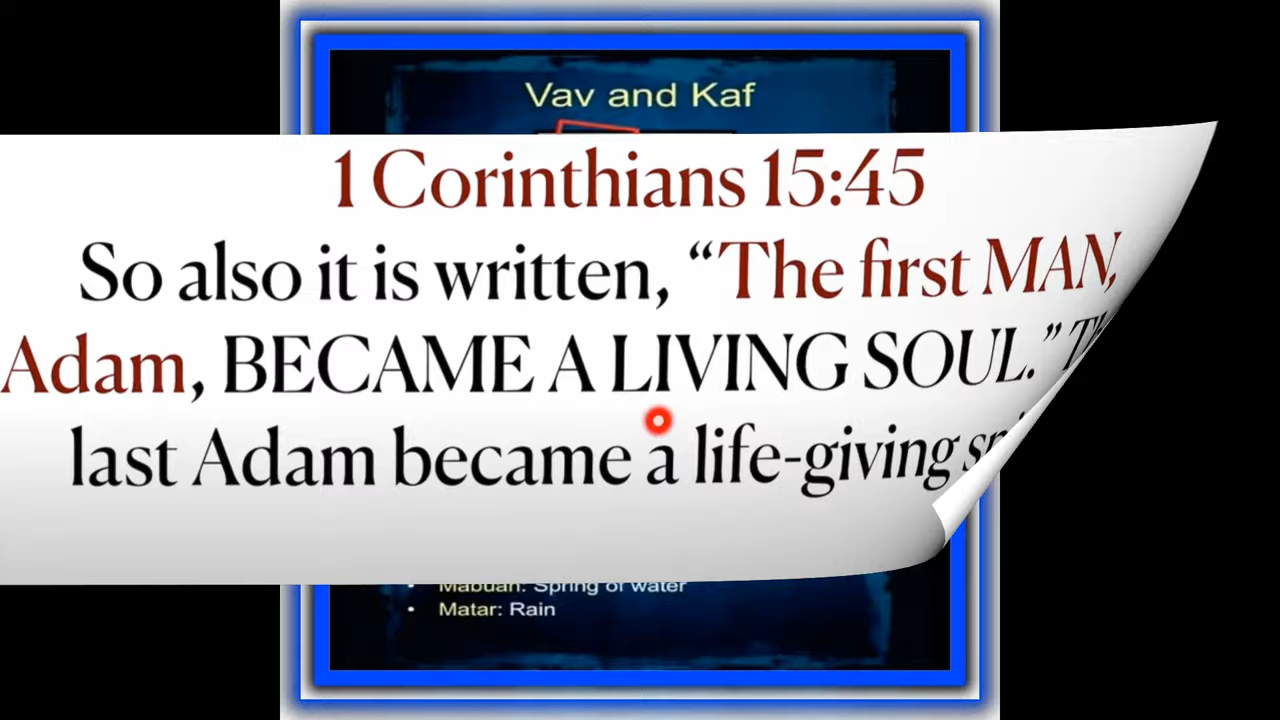 Vav and Kaf
1 Corinthians 15:45
So also it is written, “The first MAN,
Adam, BECAME A LIVING SOUL.”
last Adam became a life-giving
• Mabuah: Spring of water
• Matar: Rain